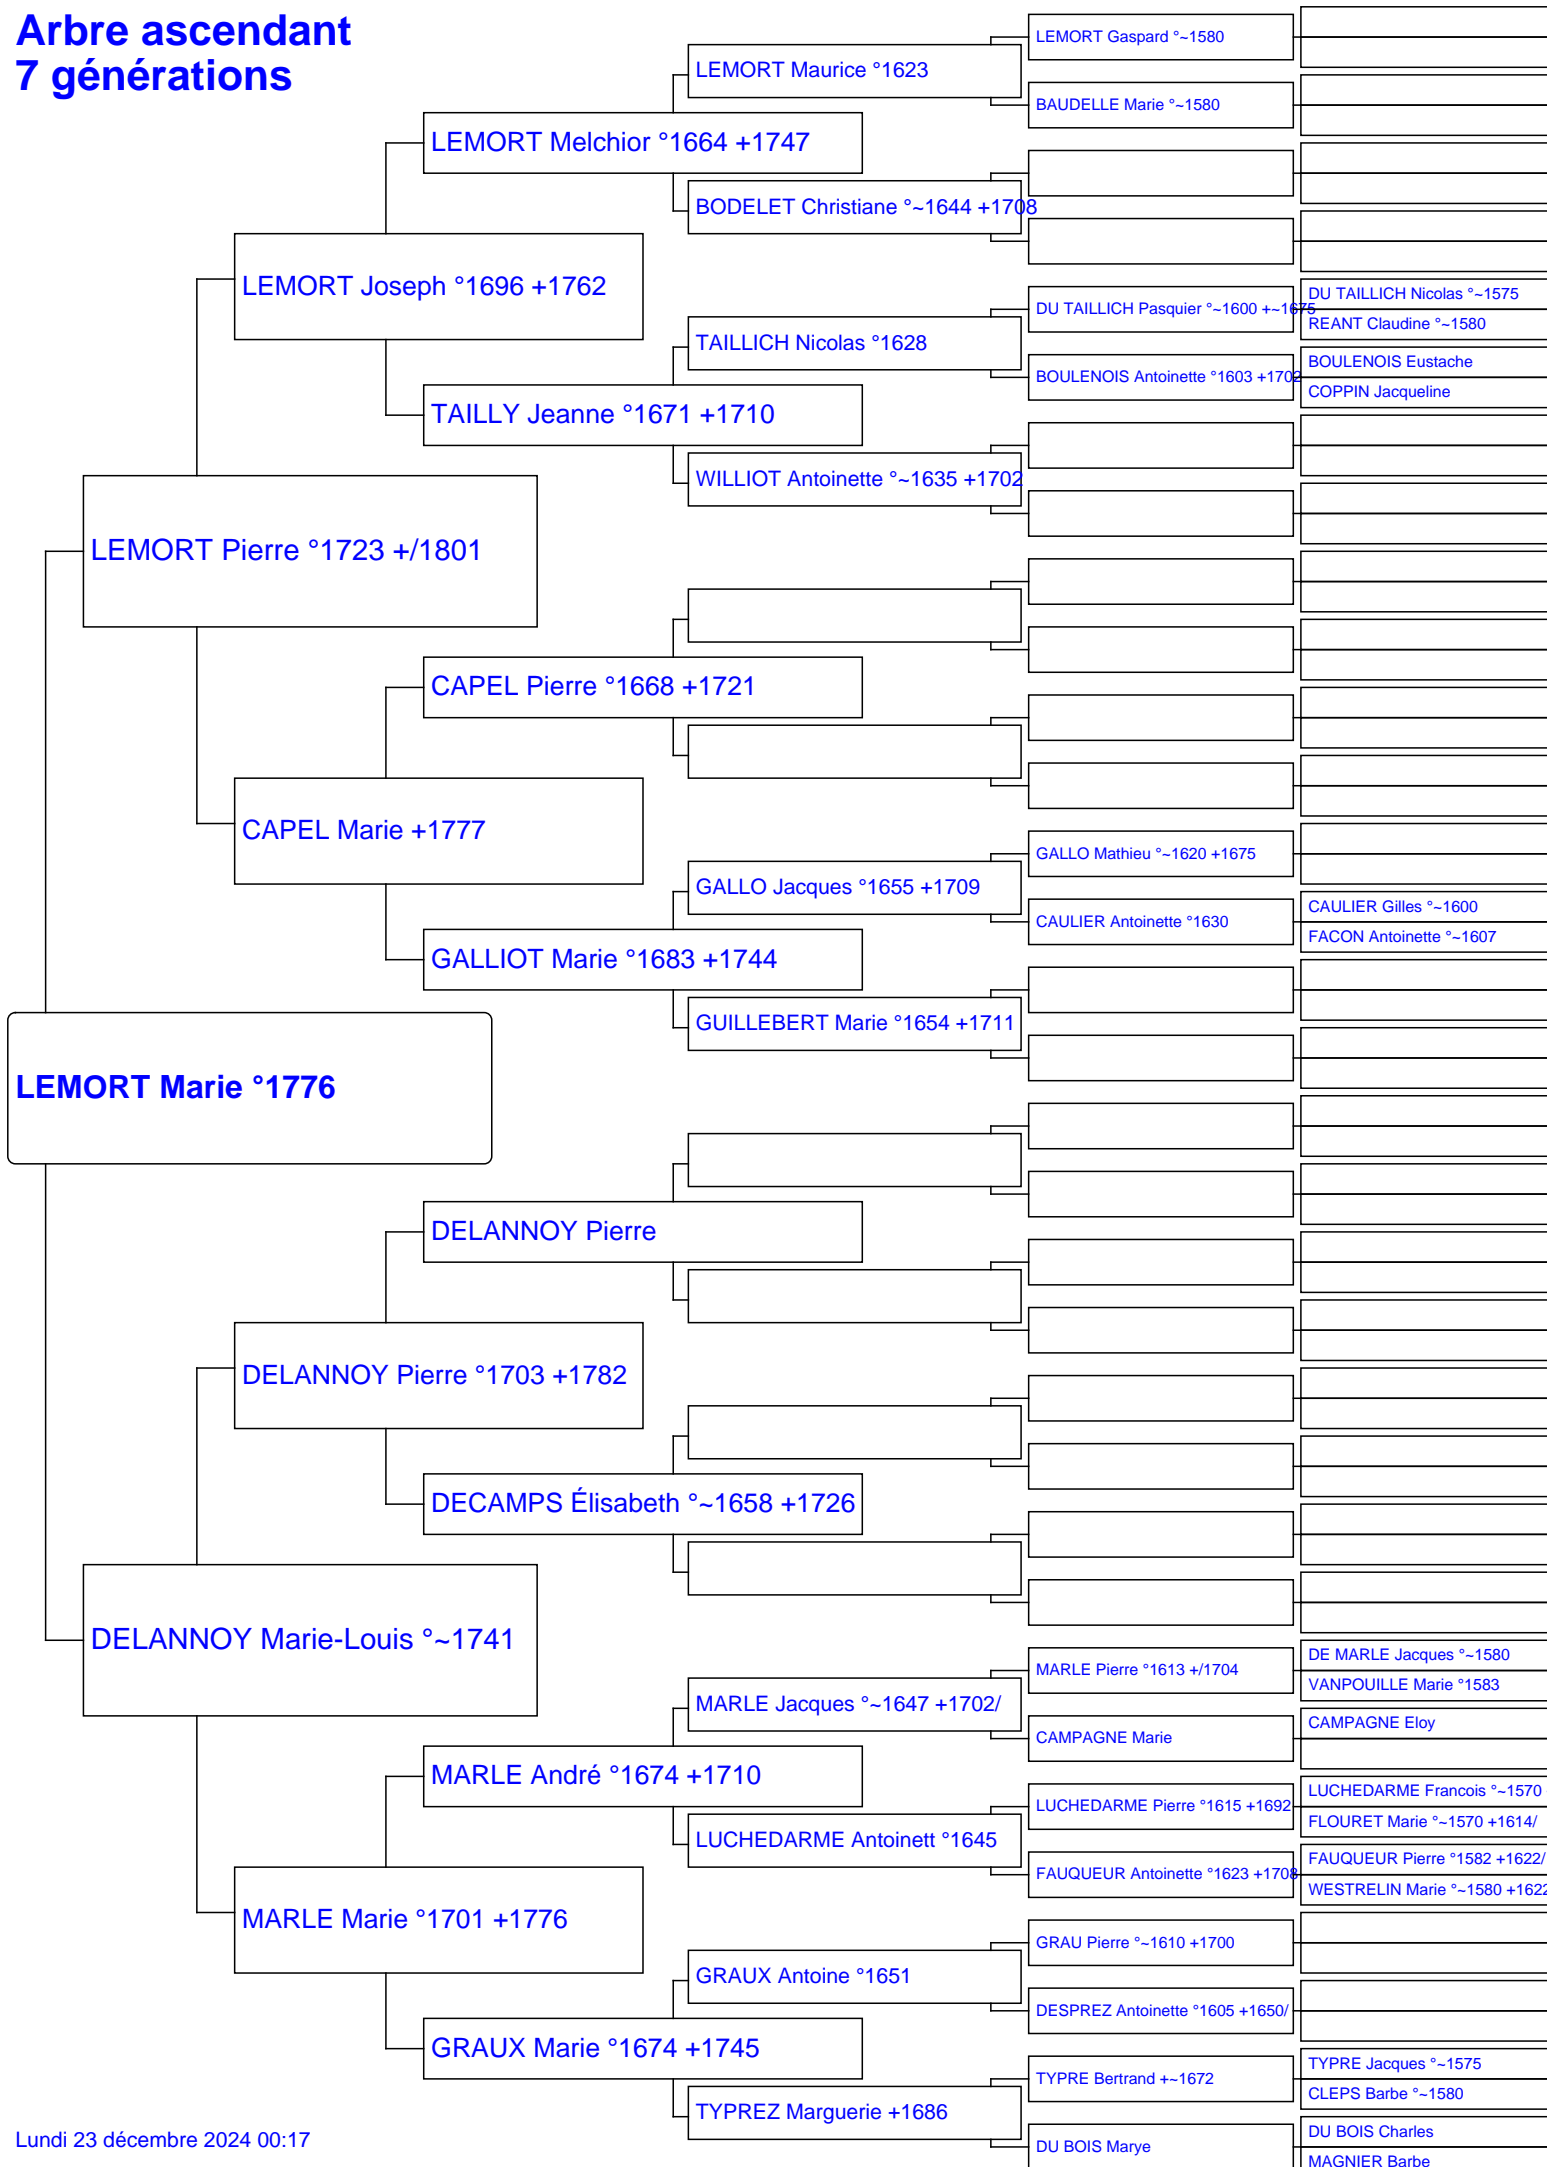 Arbre ascendant
7 générations
LEMORT Marie °1776
LEMORT Pierre °1723 +/1801
DELANNOY Marie-Louis °~1741
LEMORT Joseph °1696 +1762
CAPEL Marie +1777
DELANNOY Pierre °1703 +1782
MARLE Marie °1701 +1776
LEMORT Melchior °1664 +1747
TAILLY Jeanne °1671 +1710
CAPEL Pierre °1668 +1721
GALLIOT Marie °1683 +1744
DELANNOY Pierre
DECAMPS Élisabeth °~1658 +1726
MARLE André °1674 +1710
GRAUX Marie °1674 +1745
LEMORT Maurice °1623
BODELET Christiane °~1644 +1708
TAILLICH Nicolas °1628
WILLIOT Antoinette °~1635 +1702
GALLO Jacques °1655 +1709
GUILLEBERT Marie °1654 +1711
MARLE Jacques °~1647 +1702/
LUCHEDARME Antoinett °1645
GRAUX Antoine °1651
TYPREZ Marguerie +1686
LEMORT Gaspard °~1580
BAUDELLE Marie °~1580
DU TAILLICH Pasquier °~1600 +~1675
BOULENOIS Antoinette °1603 +1702
GALLO Mathieu °~1620 +1675
CAULIER Antoinette °1630
MARLE Pierre °1613 +/1704
CAMPAGNE Marie
LUCHEDARME Pierre °1615 +1692
FAUQUEUR Antoinette °1623 +1708
GRAU Pierre °~1610 +1700
DESPREZ Antoinette °1605 +1650/
TYPRE Bertrand +~1672
DU BOIS Marye
DU TAILLICH Nicolas °~1575
REANT Claudine °~1580
BOULENOIS Eustache
COPPIN Jacqueline
CAULIER Gilles °~1600
FACON Antoinette °~1607
DE MARLE Jacques °~1580
VANPOUILLE Marie °1583
CAMPAGNE Eloy
LUCHEDARME Francois °~1570
FLOURET Marie °~1570 +1614/
FAUQUEUR Pierre °1582 +1622/
WESTRELIN Marie °~1580 +1622
TYPRE Jacques °~1575
CLEPS Barbe °~1580
DU BOIS Charles
MAGNIER Barbe
Lundi 23 décembre 2024 00:17